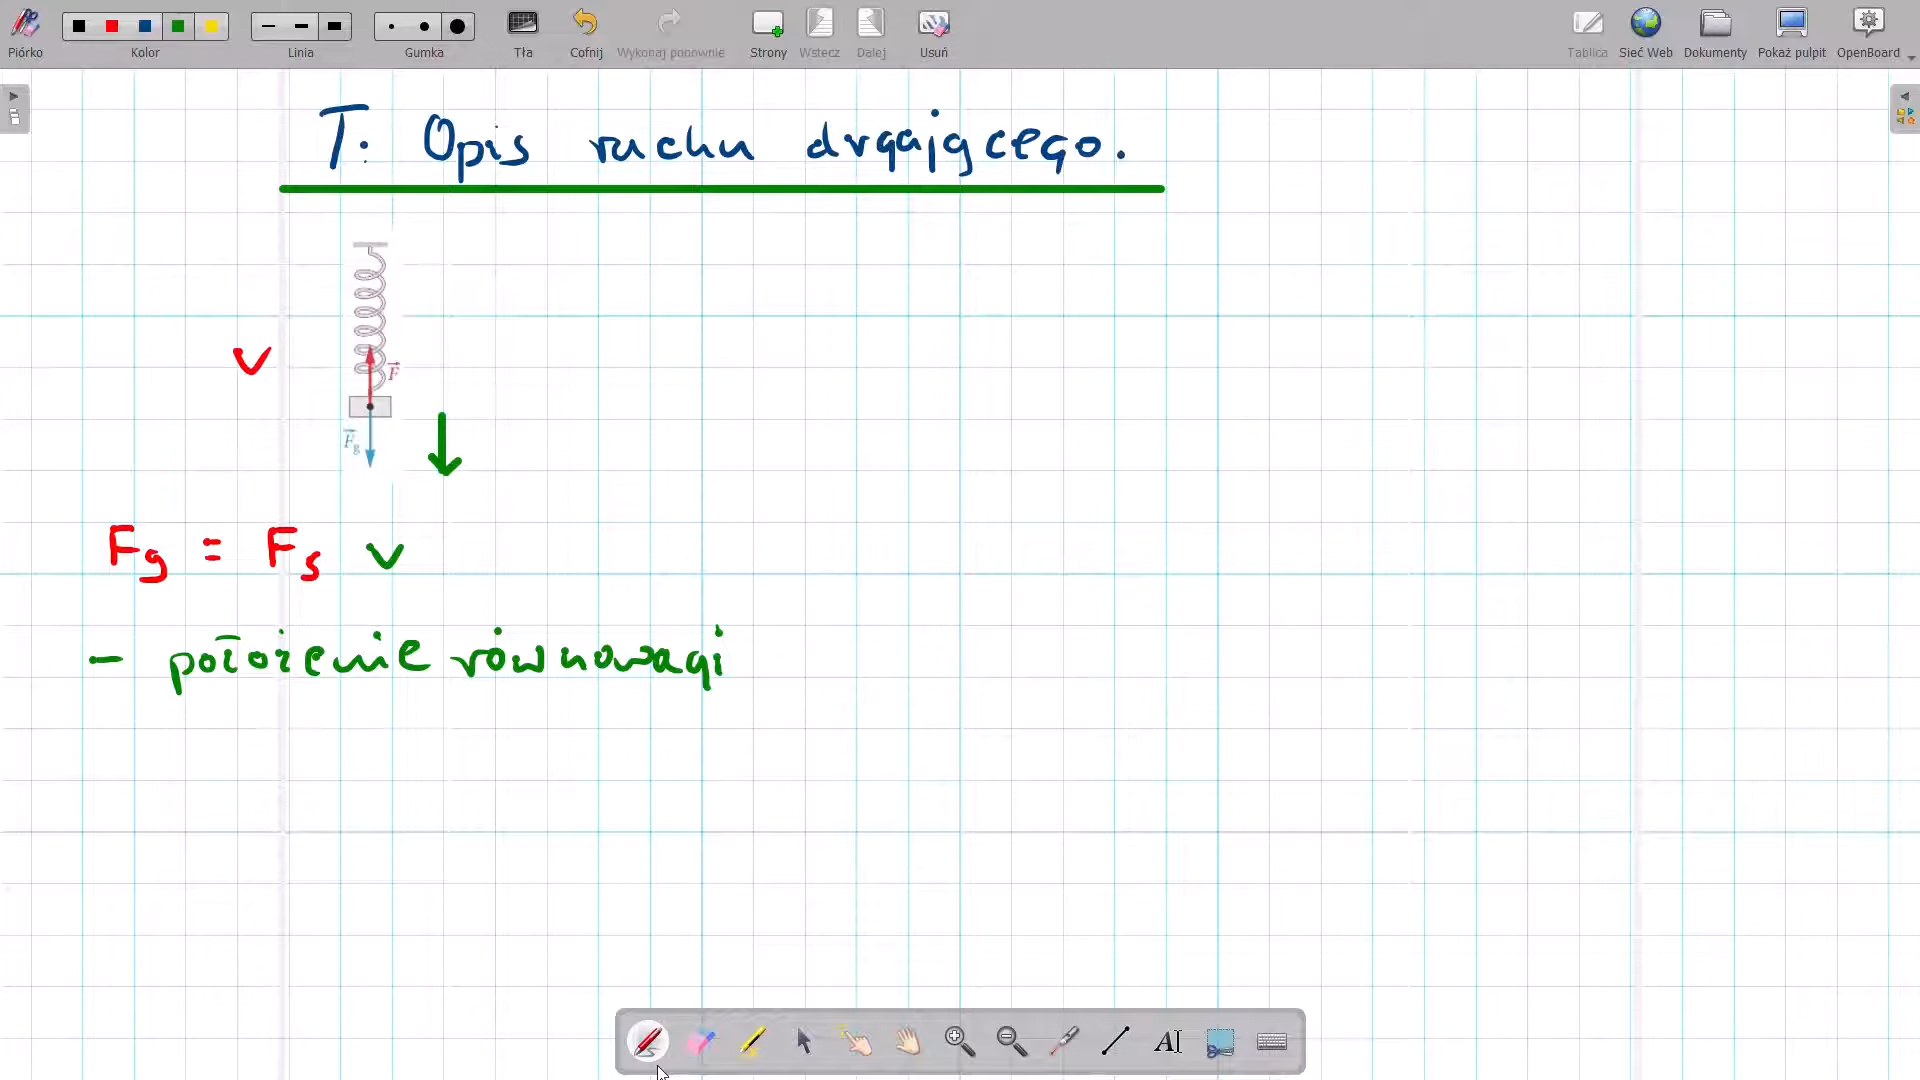 Piórko Kolor Linia Gumka Tła Cofnij Wykonaj ponownie Strony Wstecz Dalej Usuń Tablica Sieć Web Dokumenty Pokaż pulpit OpenBoard
T: Opis ruchu drgającego.
v
F
Fg
Fg = Fs v
- położenie równowagi
A